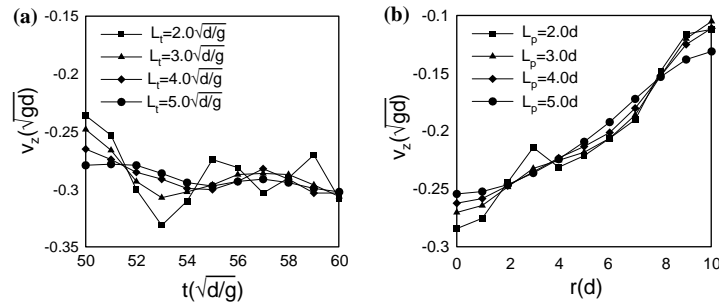 (a)
L_t=2.0√d/g
L_t=3.0√d/g
L_t=4.0√d/g
L_t=5.0√d/g
-0.15
-0.2
-0.25
-0.3
-0.35
v_z(√gd)
50 52 54 56 58 60
t(√d/g)
(b)
L_p=2.0d
L_p=3.0d
L_p=4.0d
L_p=5.0d
-0.1
-0.15
-0.2
-0.25
-0.3
v_z(√gd)
0 2 4 6 8 10
r(d)